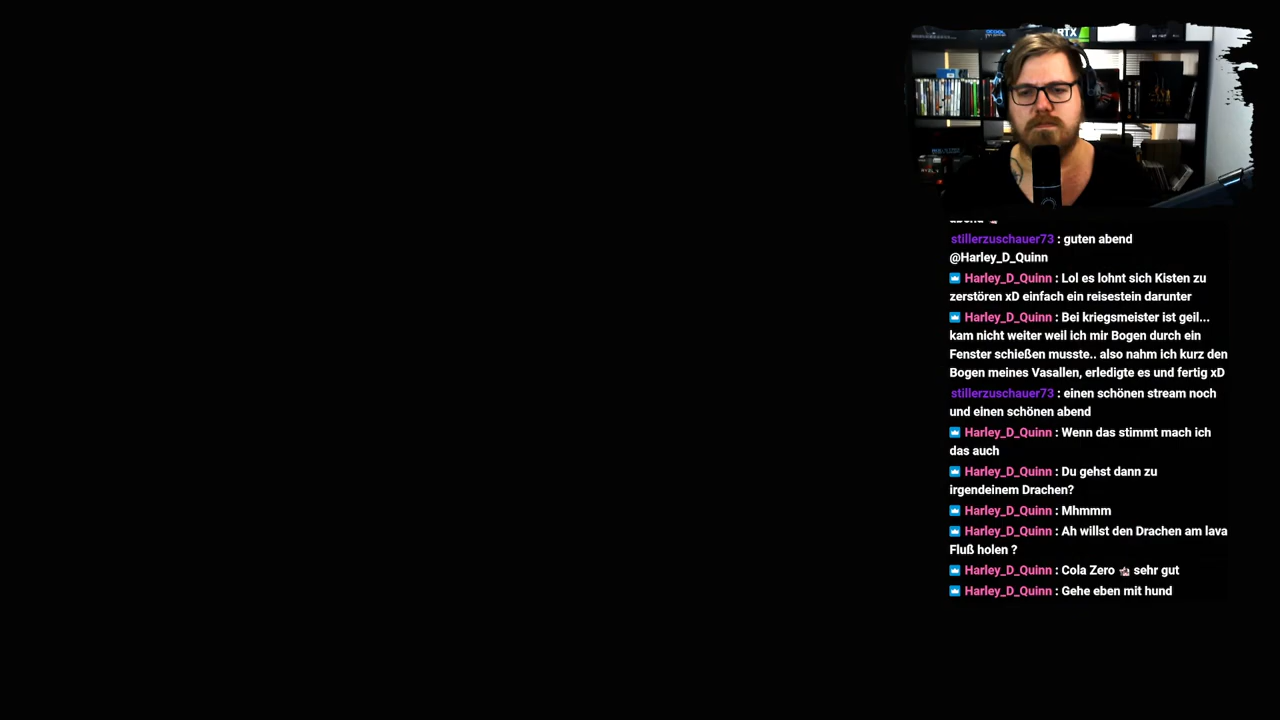 RTX
stillerzuschauer73 : guten abend
@Harley_D_Quinn
Harley_D_Quinn : Lol es lohnt sich Kisten zu
zerstören xD einfach ein reisestein darunter
Harley_D_Quinn : Bei kriegsmeister ist geil...
kam nicht weiter weil ich mir Bogen durch ein
Fenster schießen musste.. also nahm ich kurz den
Bogen meines Vasallen, erledigte es und fertig xD
stillerzuschauer73 : einen schönen stream noch
und einen schönen abend
Harley_D_Quinn : Wenn das stimmt mach ich
das auch
Harley_D_Quinn : Du gehst dann zu
irgendeinem Drachen?
Harley_D_Quinn : Mhmmm
Harley_D_Quinn : Ah willst den Drachen am lava
Fluß holen ?
Harley_D_Quinn : Cola Zero sehr gut
Harley_D_Quinn : Gehe eben mit hund